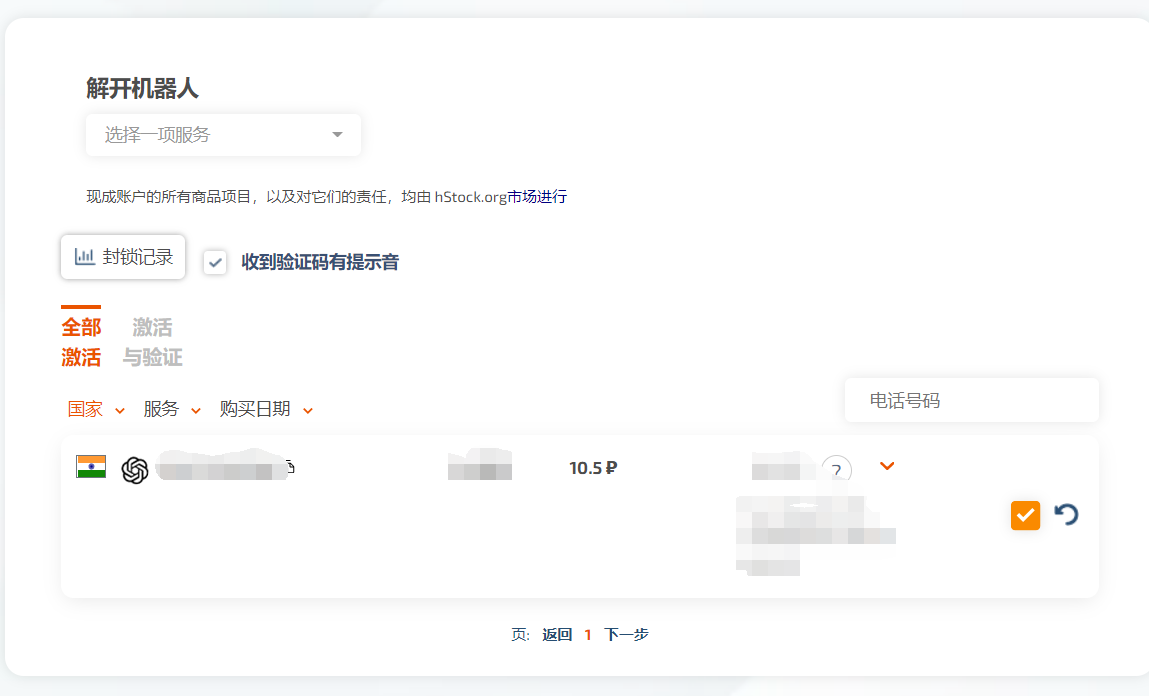 解开机器人
选择一项服务
现成账户的所有商品项目，以及对它们的责任，均由 hStock.org市场进行
封锁记录
收到验证码有提示音
全部
激活
激活
与验证
国家 服务 购买日期
电话号码
10.5 ₽ ?
页: 返回 1 下一步